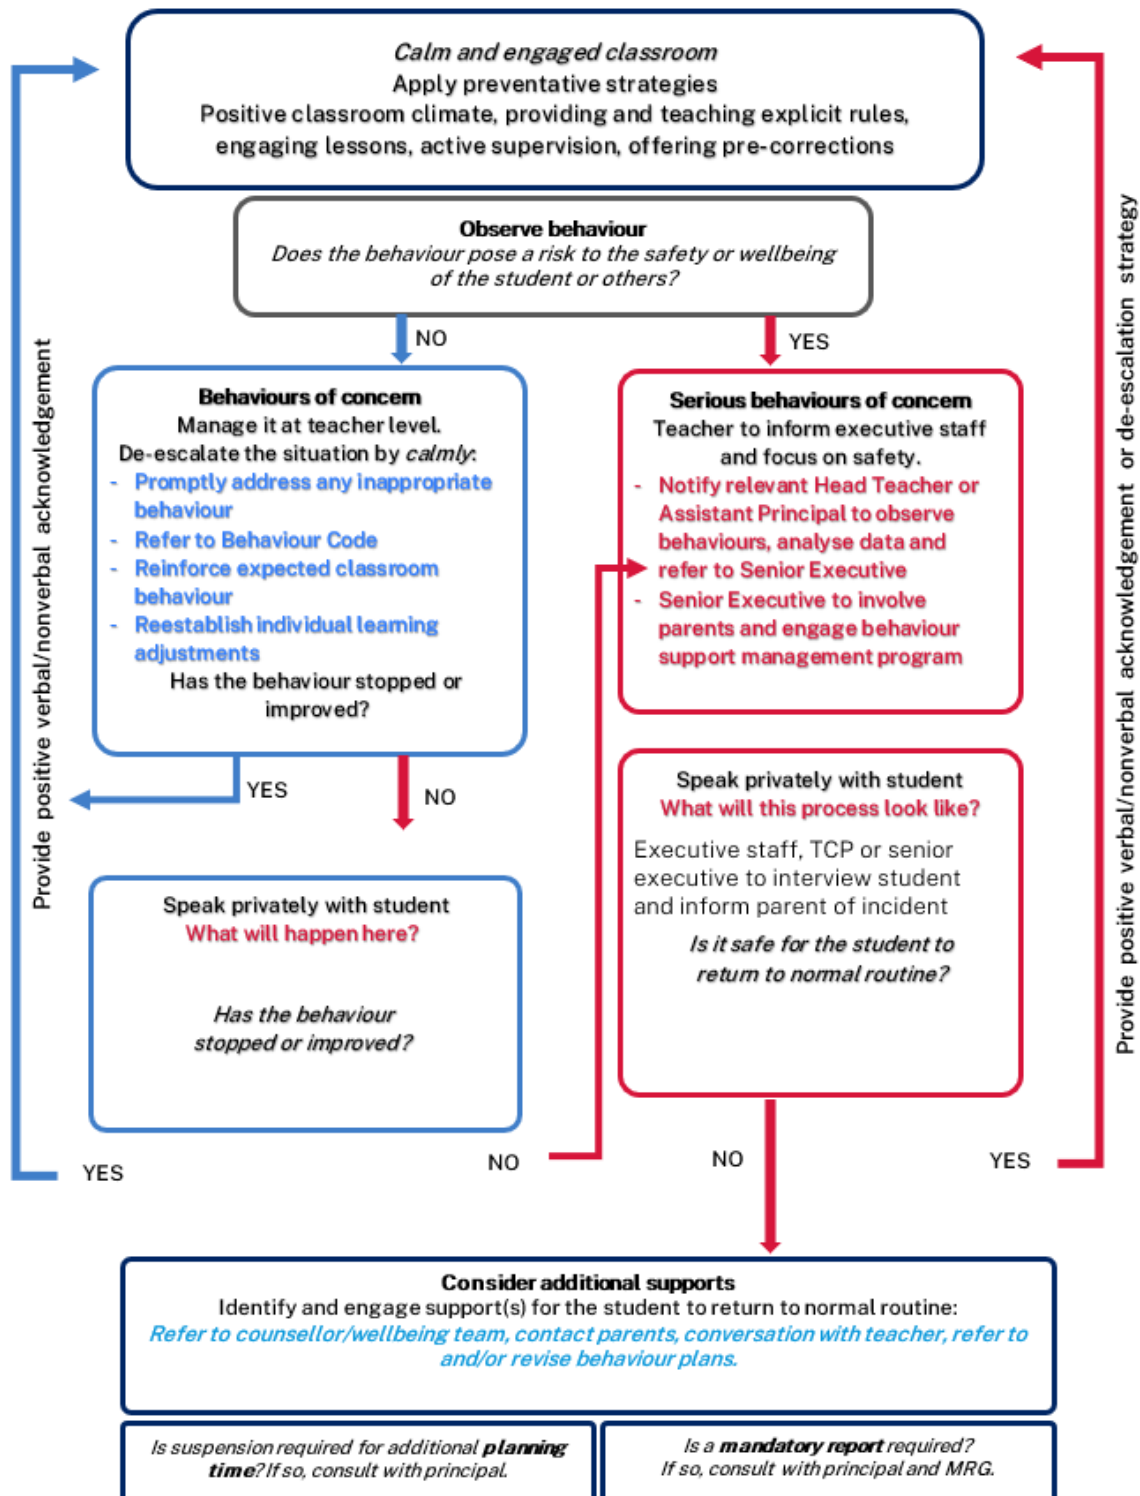 Calm and engaged classroom
Apply preventative strategies
Positive classroom climate, providing and teaching explicit rules,
engaging lessons, active supervision, offering pre-corrections
Observe behaviour
Does the behaviour pose a risk to the safety or wellbeing
of the student or others?
NO
YES
Behaviours of concern
Manage it at teacher level.
De-escalate the situation by calmly:
- Promptly address any inappropriate
behaviour
- Refer to Behaviour Code
- Reinforce expected classroom
behaviour
- Reestablish individual learning
adjustments
Has the behaviour stopped or
improved?
YES
NO
Serious behaviours of concern
Teacher to inform executive staff
and focus on safety.
- Notify relevant Head Teacher or
Assistant Principal to observe
behaviours, analyse data and
refer to Senior Executive
- Senior Executive to involve
parents and engage behaviour
support management program
Speak privately with student
What will happen here?
Has the behaviour
stopped or improved?
YES
NO
Speak privately with student
What will this process look like?
Executive staff, TCP or senior
executive to interview student
and inform parent of incident
Is it safe for the student to
return to normal routine?
NO
YES
Provide positive verbal/nonverbal acknowledgement
Provide positive verbal/nonverbal acknowledgement or de-escalation strategy
Consider additional supports
Identify and engage support(s) for the student to return to normal routine:
Refer to counsellor/wellbeing team, contact parents, conversation with teacher, refer to
and/or revise behaviour plans.
Is suspension required for additional planning
time? If so, consult with principal.
Is a mandatory report required?
If so, consult with principal and MRG.